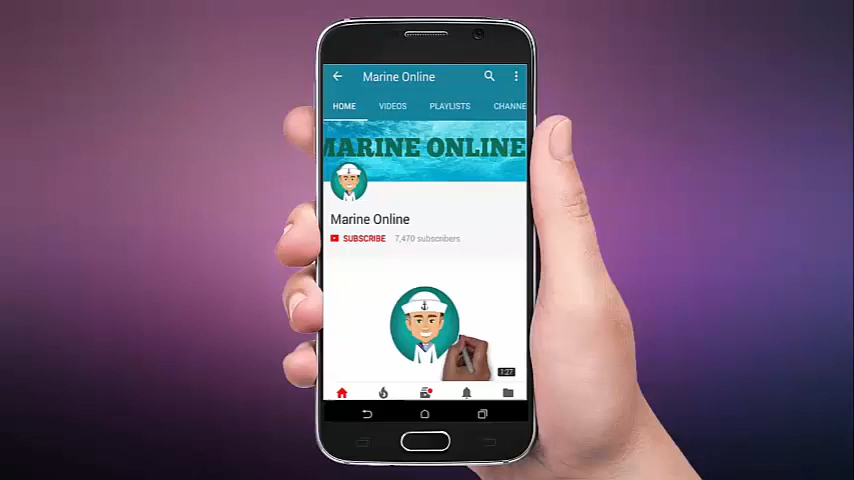 Marine Online
HOME VIDEOS PLAYLISTS CHANNE
MARINE ONLINE
Marine Online
SUBSCRIBE 7,470 subscribers
1:27